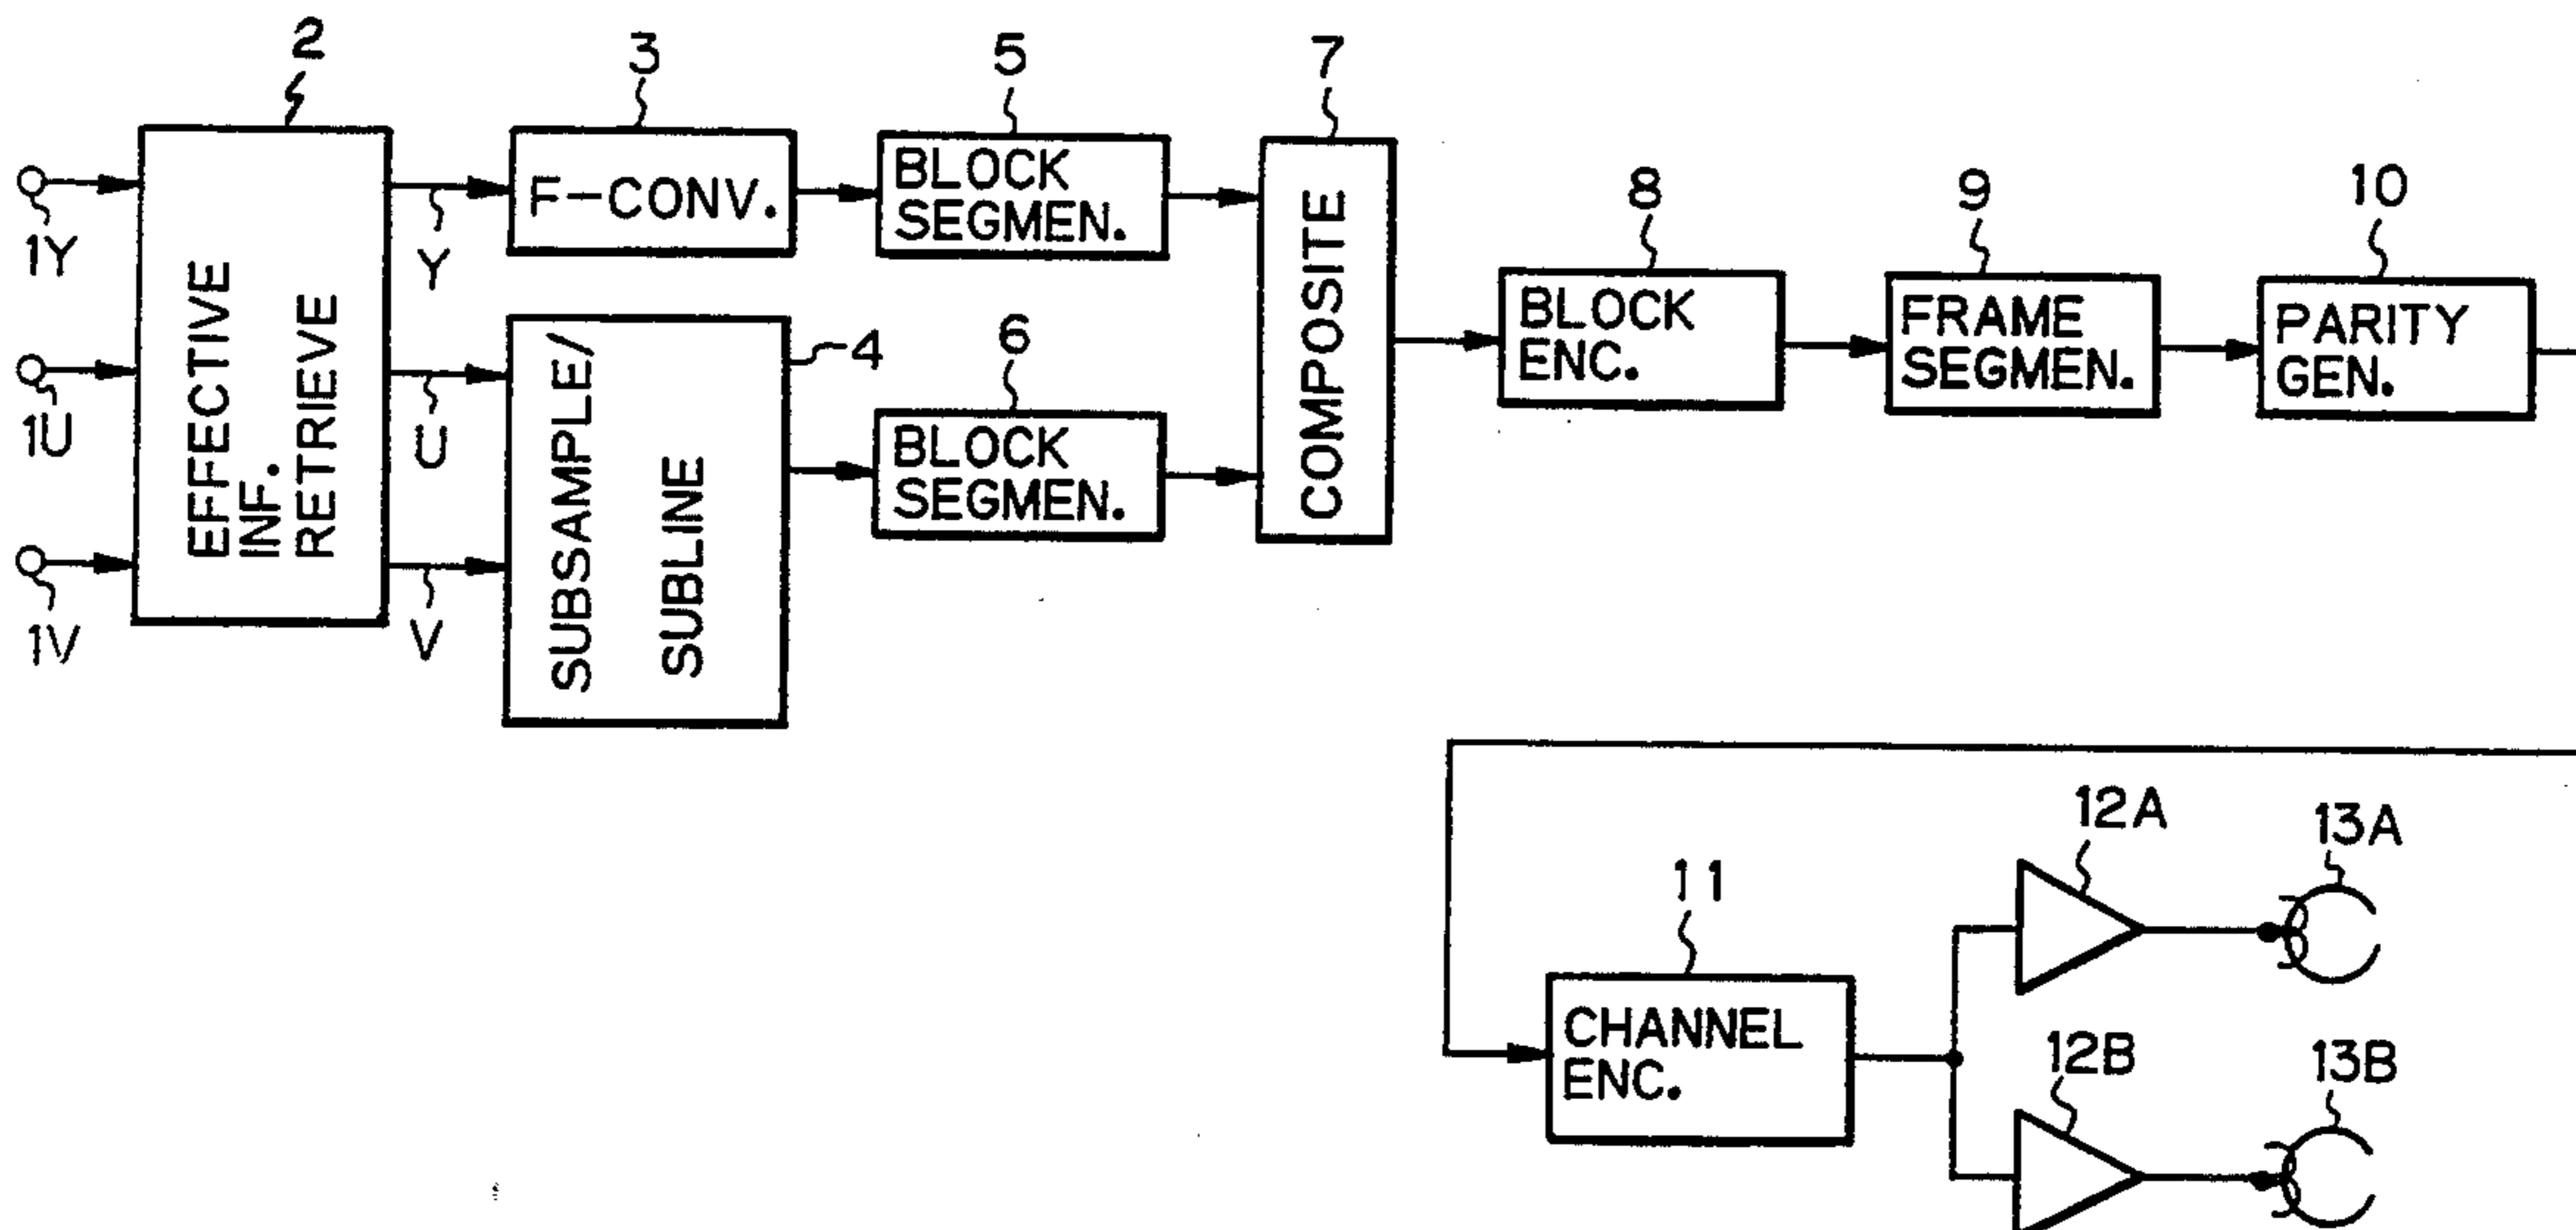 2
3
5
7
1Y
1U
1V
EFFECTIVE
INF.
RETRIEVE
Y
U
V
F-CONV.
SUBSAMPLE/
SUBLINE
4
BLOCK
SEGMEN.
6
BLOCK
SEGMEN.
COMPOSITE
8
BLOCK
ENC.
9
FRAME
SEGMEN.
10
PARITY
GEN.
11
CHANNEL
ENC.
12A
13A
12B
13B